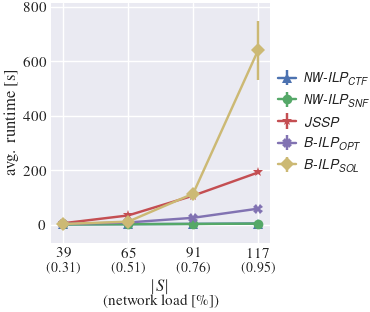 800
600
400
200
0
avg. runtime [s]
39 65 91 117
(0.31) (0.51) (0.76) (0.95)
|S|
(network load [%])
NW-ILP_CTF
NW-ILP_SNF
JSSP
B-ILP_OPT
B-ILP_SOL